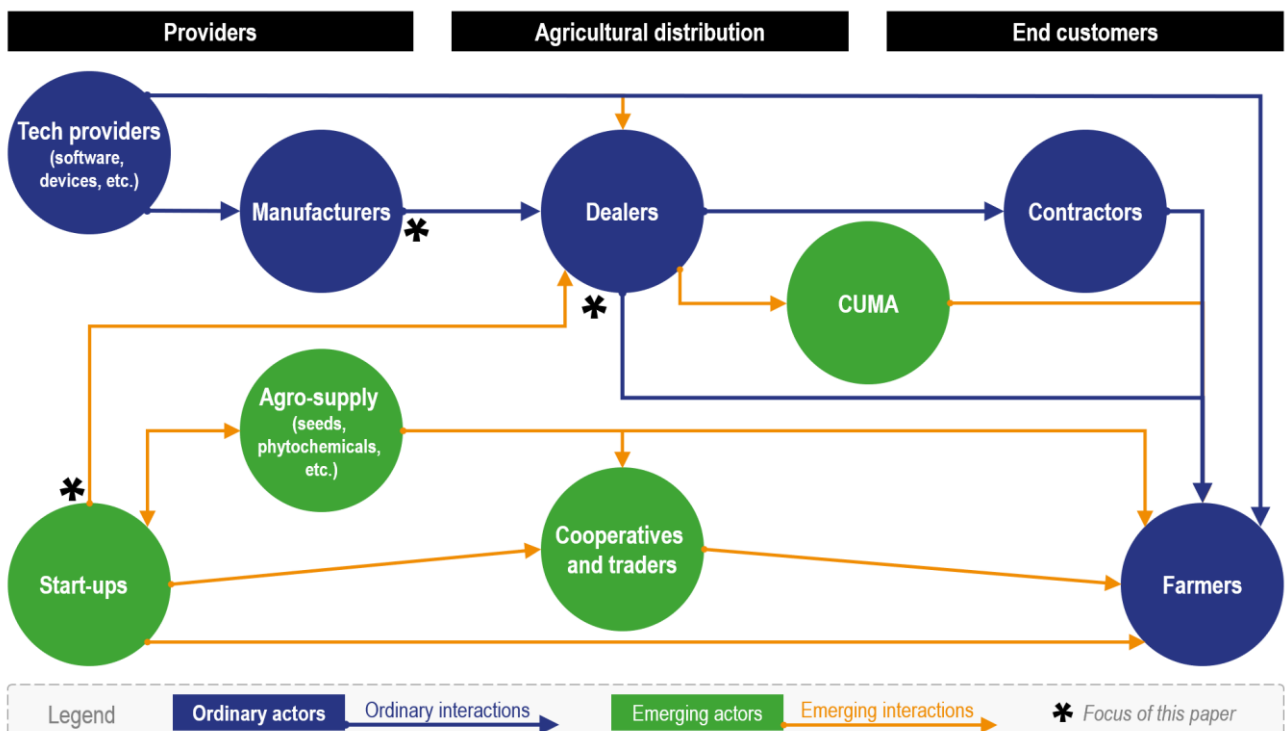 Providers
Agricultural distribution
End customers
Tech providers
(software,
devices, etc.)
Manufacturers
*
Dealers
*
Contractors
CUMA
Agro-supply
(seeds,
phytochemicals,
etc.)
*
Start-ups
Cooperatives
and traders
Farmers
Legend
Ordinary actors
Ordinary interactions
Emerging actors
Emerging interactions
* Focus of this paper